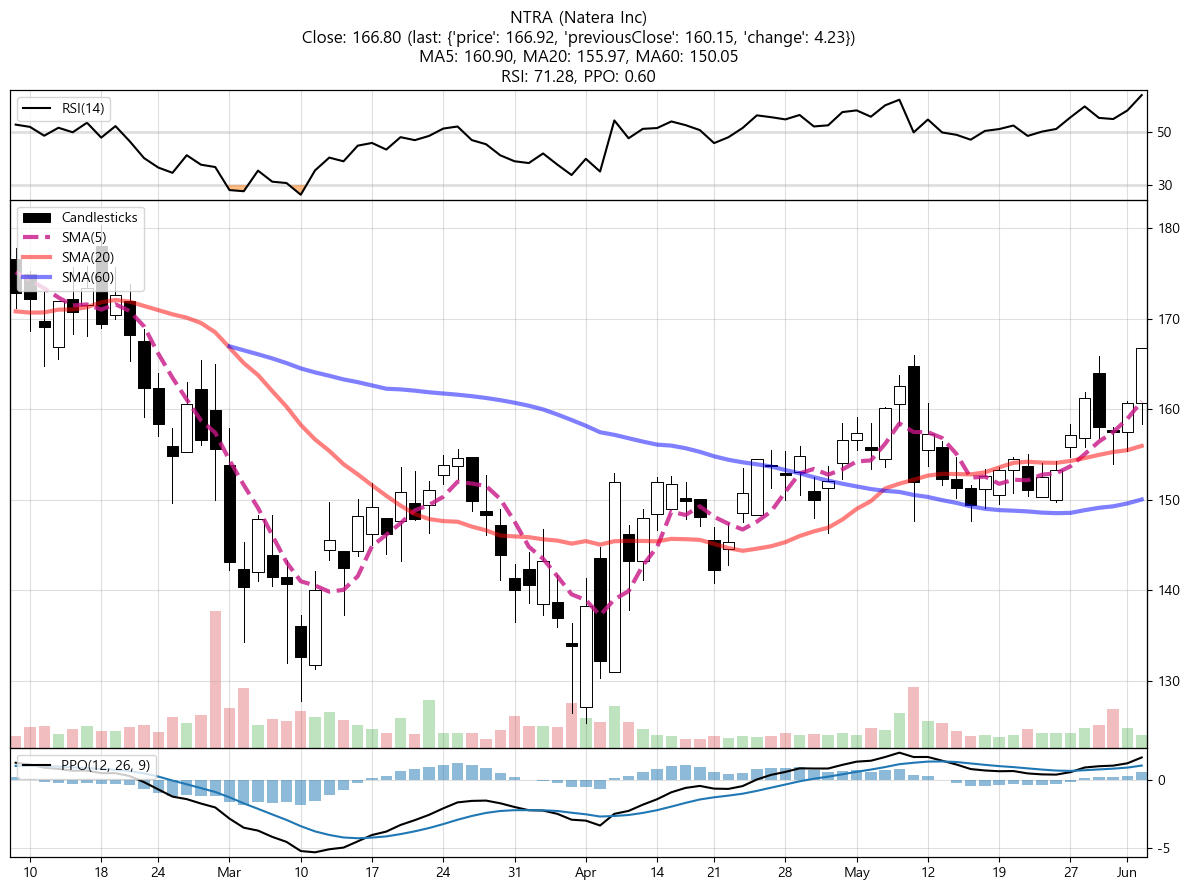 NTRA (Natera Inc)
Close: 166.80 (last: {'price': 166.92, 'previousClose': 160.15, 'change': 4.23})
MA5: 160.90, MA20: 155.97, MA60: 150.05
RSI: 71.28, PPO: 0.60
RSI(14)
50
30
Candlesticks
SMA(5)
SMA(20)
SMA(60)
180
170
160
150
140
130
PPO(12, 26, 9)
0
-5
10 18 24 Mar 10 17 24 31 Apr 14 21 28 May 12 19 27 Jun